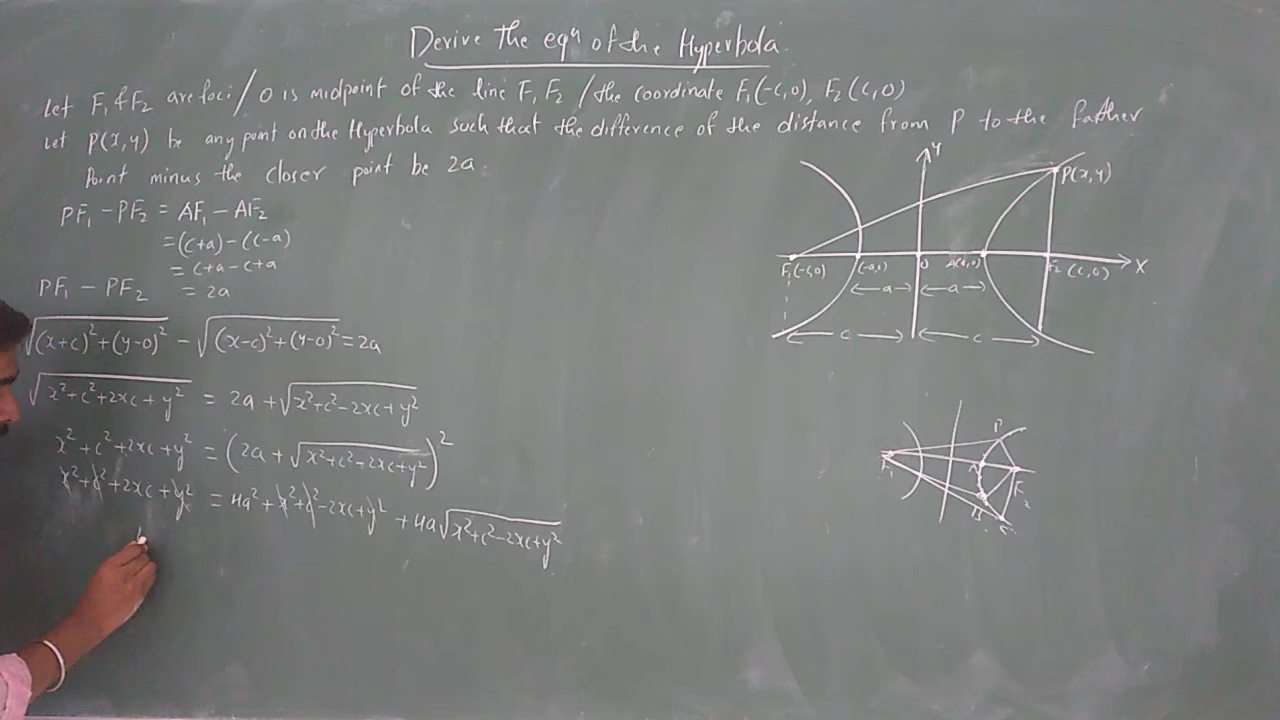 Derive the eqn of the Hyperbola.
Let F₁ & F₂ are foci / O is midpoint of the line F₁ F₂ / the coordinate F₁(-c,0), F₂(c,0)
Let P(x,y) be any point on the Hyperbola such that the difference of the distance from P to the father
Point minus the closer point be 2a.
PF₁ - PF₂ = AF₁ - AF₂
= (c+a) - (c-a)
= c+a-c+a
PF₁ - PF₂ = 2a
√((x+c)² + (y-0)²) - √((x-c)² + (y-0)²) = 2a
√(x²+c²+2xc+y²) = 2a + √(x²+c²-2xc+y²)
x²+c²+2xc+y² = (2a + √(x²+c²-2xc+y²))²
x²+c²+2xc+y² = 4a²+x²+c²-2xc+y² + 4a√(x²+c²-2xc+y²)
Y
P(x,y)
F₁(-c,0) (-a,0) O F₂ (c,0) X
a a
c c
P
F₁ A F₂
B